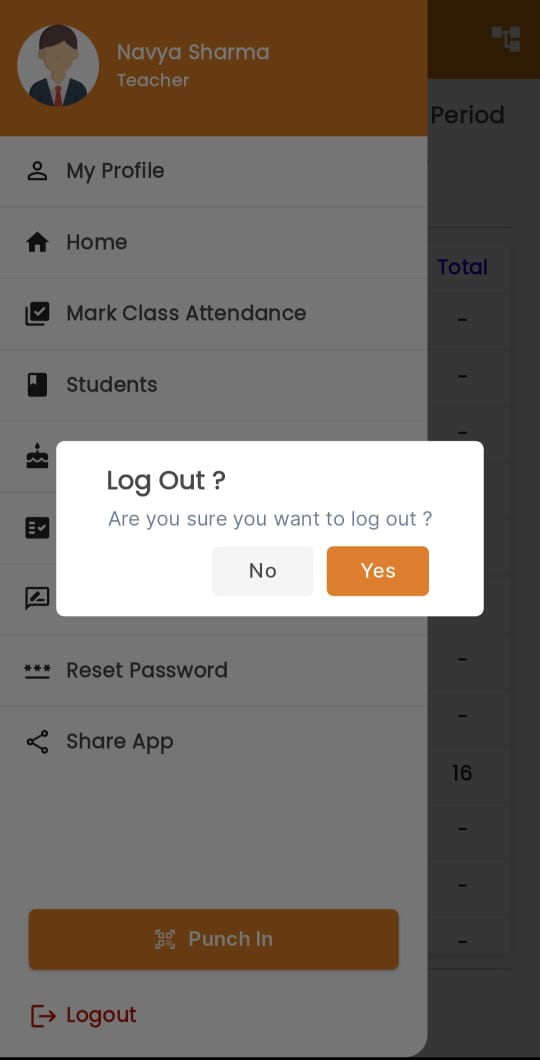 Navya Sharma
Teacher
Period
My Profile
Home
Total
Mark Class Attendance
-
Students
-
-
Log Out ?
Are you sure you want to log out ?
No Yes
-
Reset Password
-
Share App
16
-
-
Punch In
-
Logout